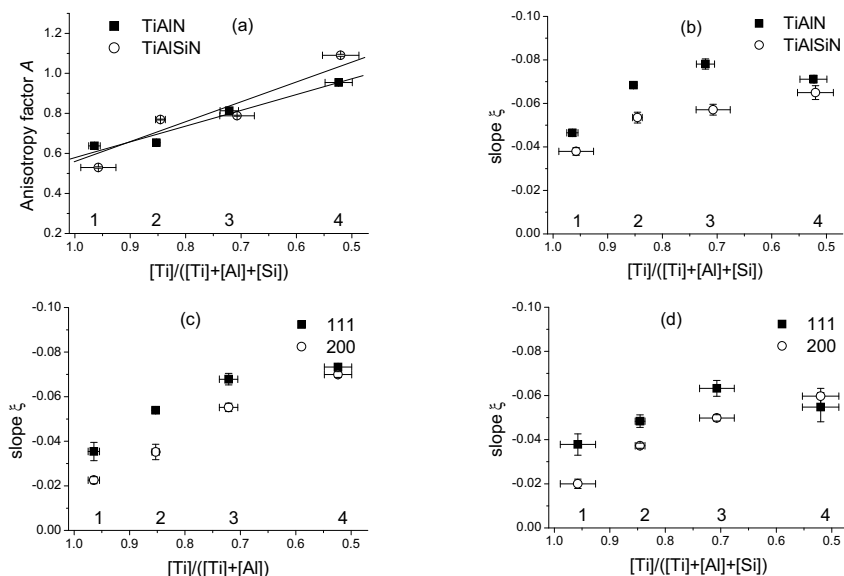 TiAlN
TiAlSiN
(a)
Anisotropy factor A
1.2
1.0
0.8
0.6
0.4
0.2
1 2 3 4
1.0 0.9 0.8 0.7 0.6 0.5
[Ti]/([Ti]+[Al]+[Si])
(b)
TiAlN
TiAlSiN
slope ξ
-0.10
-0.08
-0.06
-0.04
-0.02
0.00
1 2 3 4
1.0 0.9 0.8 0.7 0.6 0.5
[Ti]/([Ti]+[Al]+[Si])
(c)
111
200
slope ξ
-0.10
-0.08
-0.06
-0.04
-0.02
0.00
1 2 3 4
1.0 0.9 0.8 0.7 0.6 0.5
[Ti]/([Ti]+[Al])
(d)
111
200
slope ξ
-0.10
-0.08
-0.06
-0.04
-0.02
0.00
1 2 3 4
1.0 0.9 0.8 0.7 0.6 0.5
[Ti]/([Ti]+[Al]+[Si])